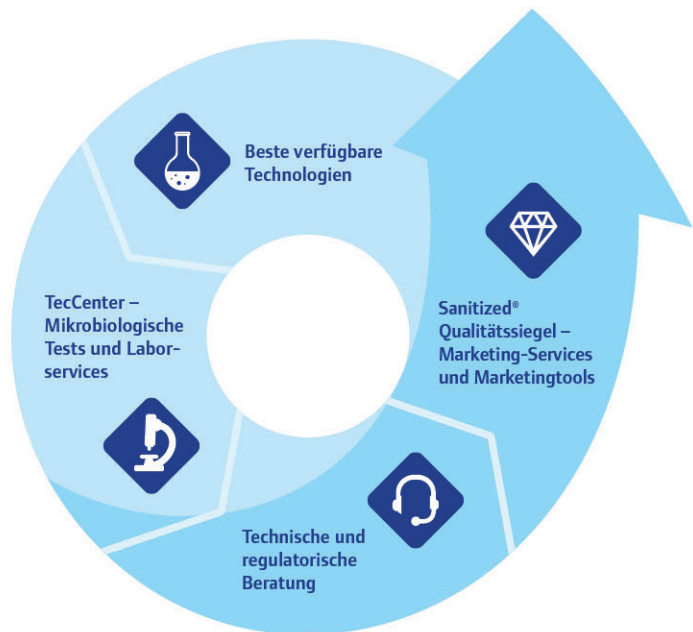 Beste verfügbare
Technologien
TecCenter –
Mikrobiologische
Tests und Labor-
services
Technische und
regulatorische
Beratung
Sanitized®
Qualitätssiegel –
Marketing-Services
und Marketingtools